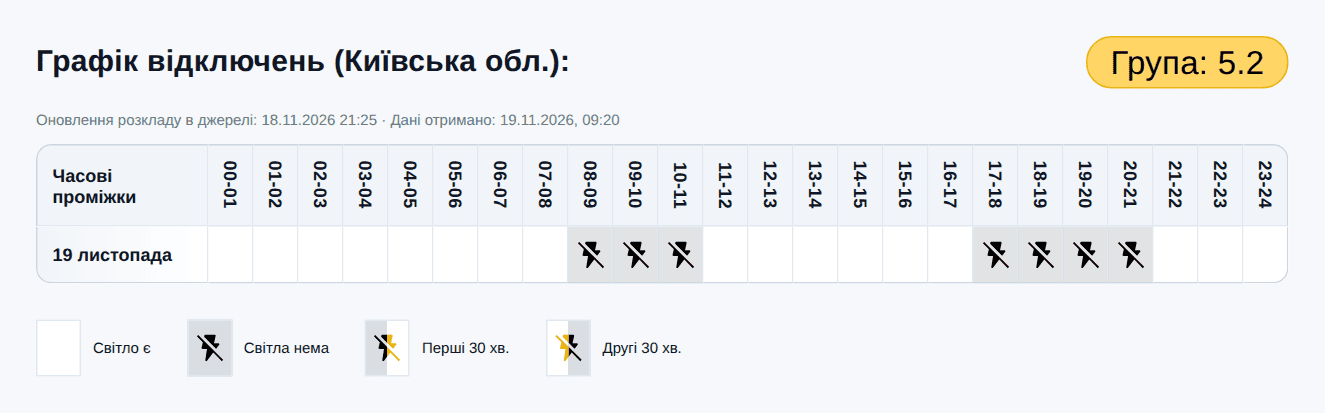 Графік відключень (Київська обл.):
Група: 5.2
Оновлення розкладу в джерелі: 18.11.2026 21:25 · Дані отримано: 19.11.2026, 09:20
Часові
проміжки
00-01
01-02
02-03
03-04
04-05
05-06
06-07
07-08
08-09
09-10
10-11
11-12
12-13
13-14
14-15
15-16
16-17
17-18
18-19
19-20
20-21
21-22
22-23
23-24
19 листопада
Світло є
Світла нема
Перші 30 хв.
Другі 30 хв.